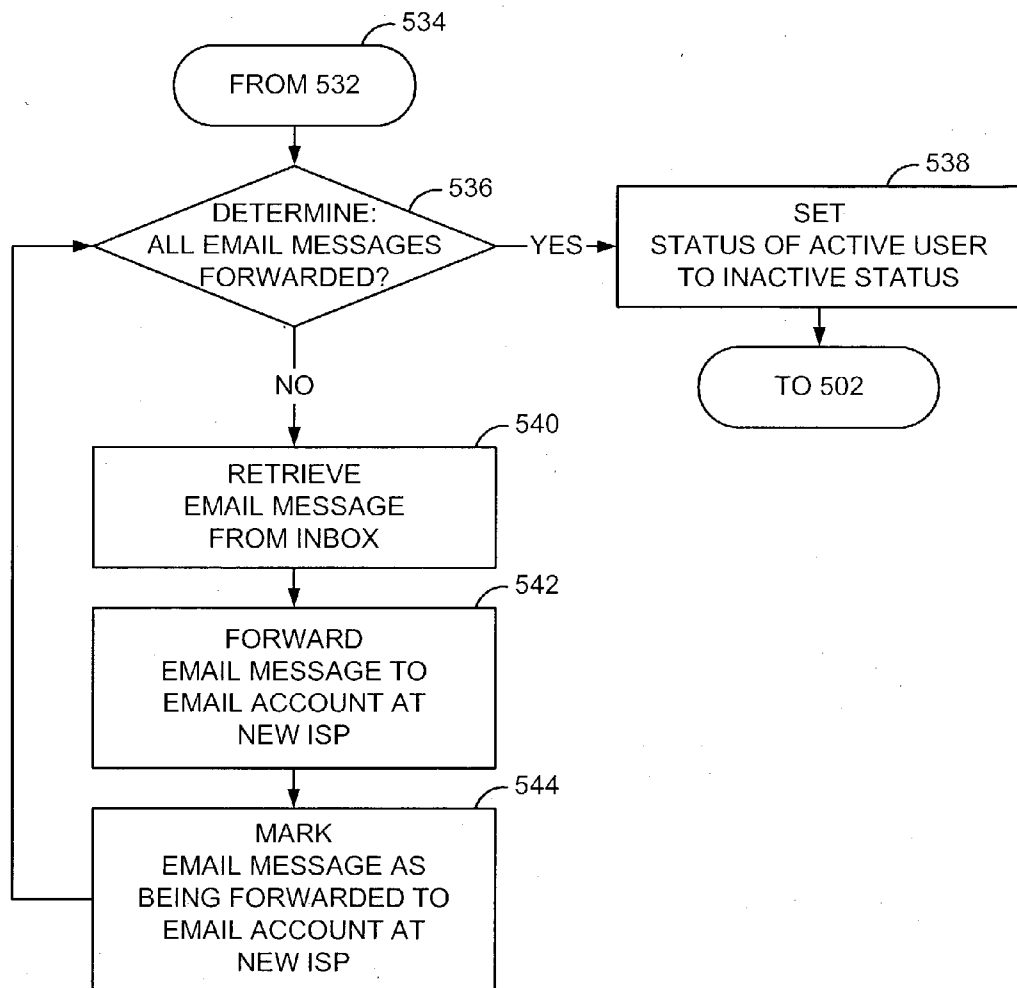 534
FROM 532
536
DETERMINE:
ALL EMAIL MESSAGES
FORWARDED?
YES
538
SET
STATUS OF ACTIVE USER
TO INACTIVE STATUS
TO 502
NO
540
RETRIEVE
EMAIL MESSAGE
FROM INBOX
542
FORWARD
EMAIL MESSAGE TO
EMAIL ACCOUNT AT
NEW ISP
544
MARK
EMAIL MESSAGE AS
BEING FORWARDED TO
EMAIL ACCOUNT AT
NEW ISP